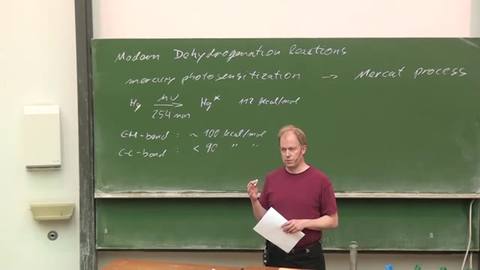 Modern Dehydrogenation Reactions
mercury photosensitization → Mercat process
Hg hν → Hg* 112 kcal/mol
254 nm
CH-bond : ~ 100 kcal/mol
C-C-bond : < 90 " "